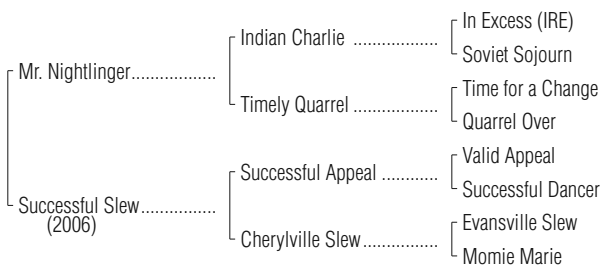 In Excess (IRE)
Indian Charlie ..................
Soviet Sojourn
Mr. Nightlinger..................
Time for a Change
Timely Quarrel ..................
Quarrel Over
Valid Appeal
Successful Appeal ............
Successful Dancer
Successful Slew................
(2006)
Evansville Slew
Cherylville Slew................
Momie Marie